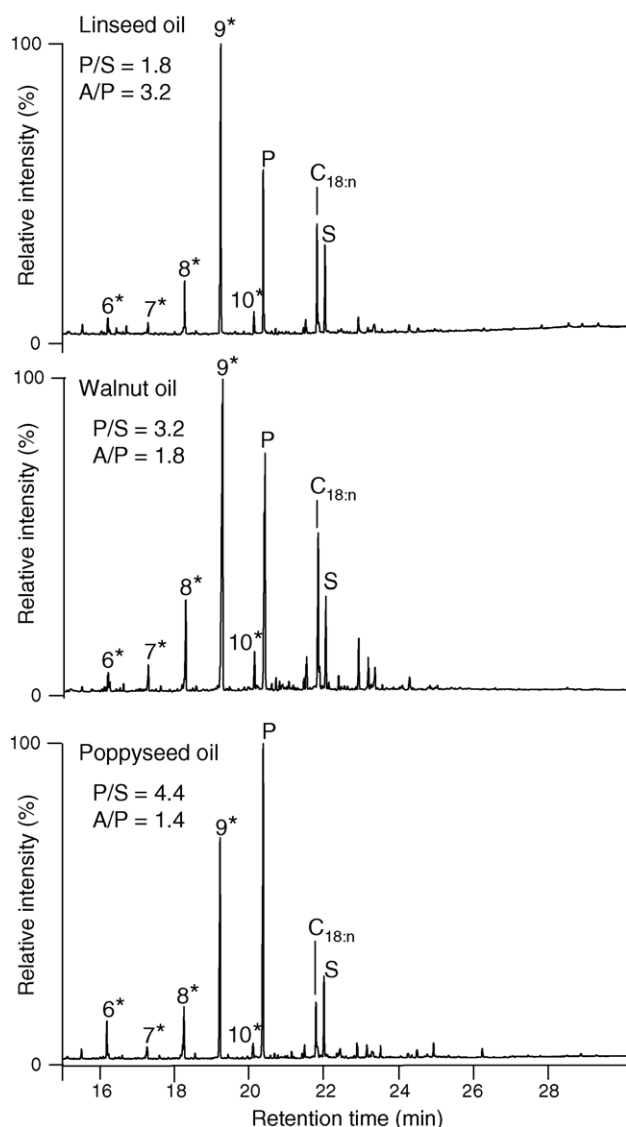 Linseed oil
P/S = 1.8
A/P = 3.2
Relative intensity (%)
100
0
6*
7*
8*
9*
10*
P
C18:n
S
Walnut oil
P/S = 3.2
A/P = 1.8
Relative intensity (%)
100
0
6*
7*
8*
9*
10*
P
C18:n
S
Poppyseed oil
P/S = 4.4
A/P = 1.4
Relative intensity (%)
100
0
6*
7*
8*
9*
10*
P
C18:n
S
16 18 20 22 24 26 28
Retention time (min)